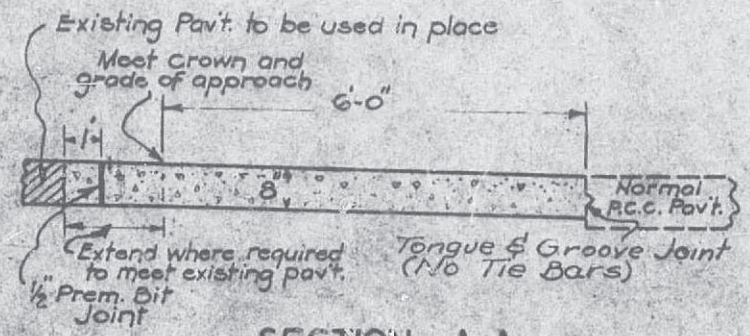 Existing Pav't. to be used in place
Meet Crown and
grade of approach
6'-0"
1'
8"
Normal
P.C.C. Pav't.
Extend where required
to meet existing pav't.
Tongue & Groove Joint
(No Tie Bars)
1/2" Prem. Bit
Joint
SECTION A-A